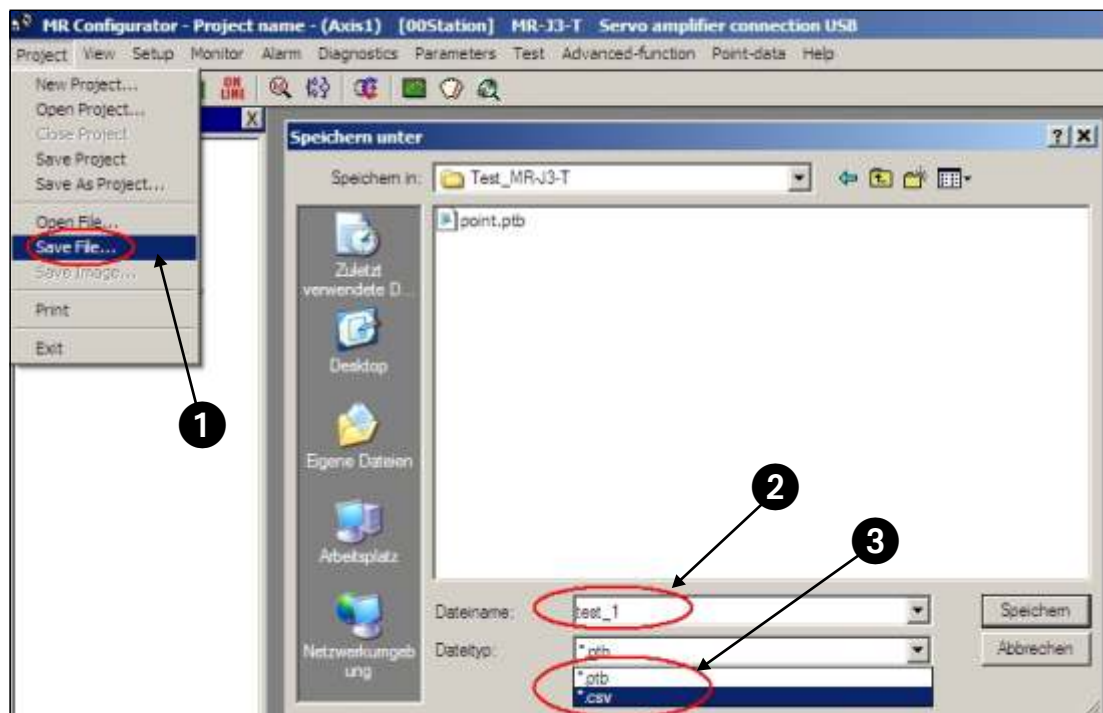 MR Configurator - Project name - (Axis1) [00Station] MR-J3-T Servo amplifier connection USB
Project View Setup Monitor Alarm Diagnostics Parameters Test Advanced-function Point-data Help
New Project...
Open Project...
Close Project
Save Project
Save As Project...
Open File...
Save File...
Save Image...
Print
Exit
ON
LINE
X
1
Speichern unter
? X
Speichern in: Test_MR-J3-T
point.ptb
Zuletzt
verwendete D...
Desktop
Eigene Dateien
Arbeitsplatz
Netzwerkumgeb
ung
2
3
Dateiname: test_1 Speichern
Dateityp: *.ptb Abbrechen
*.ptb
*.csv